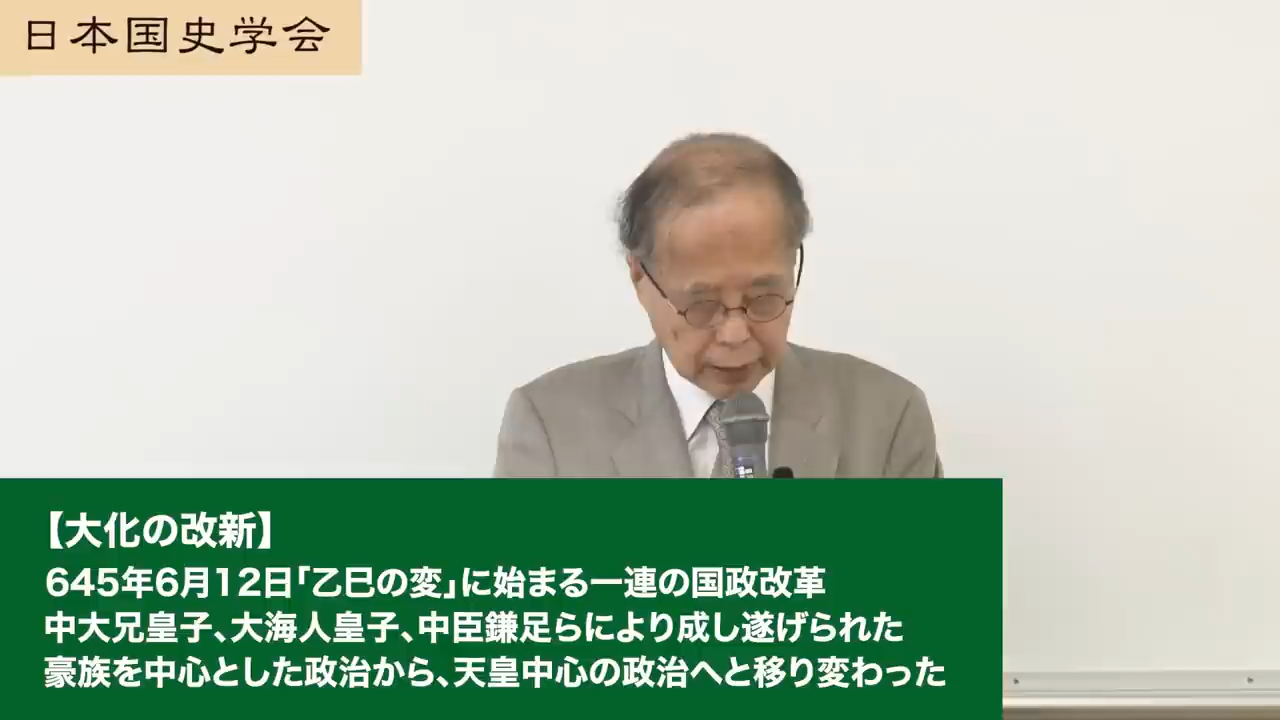 日本国史学会
【大化の改新】
645年6月12日「乙巳の変」に始まる一連の国政改革
中大兄皇子、大海人皇子、中臣鎌足らにより成し遂げられた
豪族を中心とした政治から、天皇中心の政治へと移り変わった